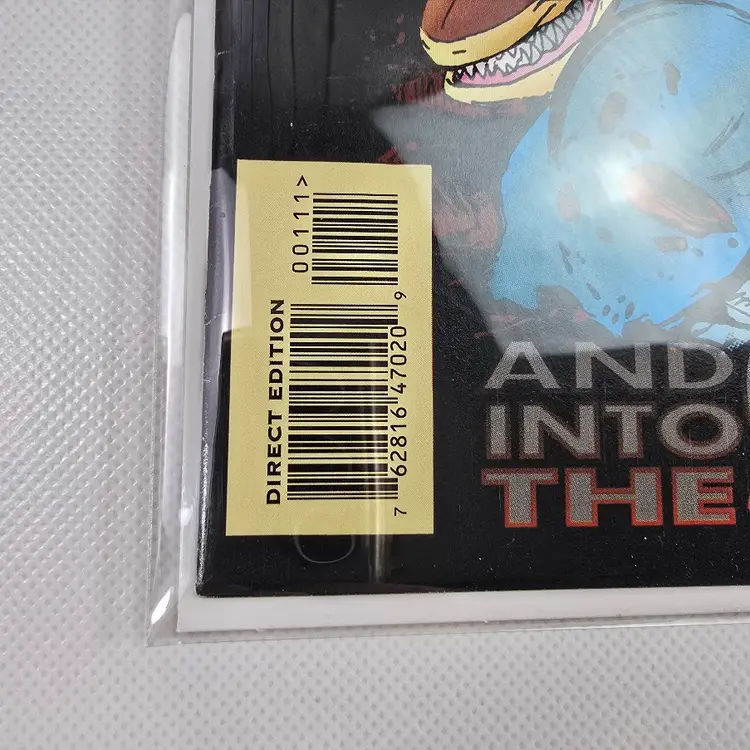 00111>
DIRECT EDITION
7 62816 47020 9
AND
INTO
THE